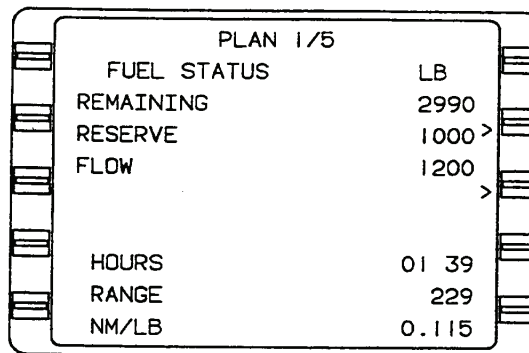 PLAN 1/5
FUEL STATUS LB
REMAINING 2990
RESERVE 1000 >
FLOW 1200
>
HOURS 01 39
RANGE 229
NM/LB 0.115